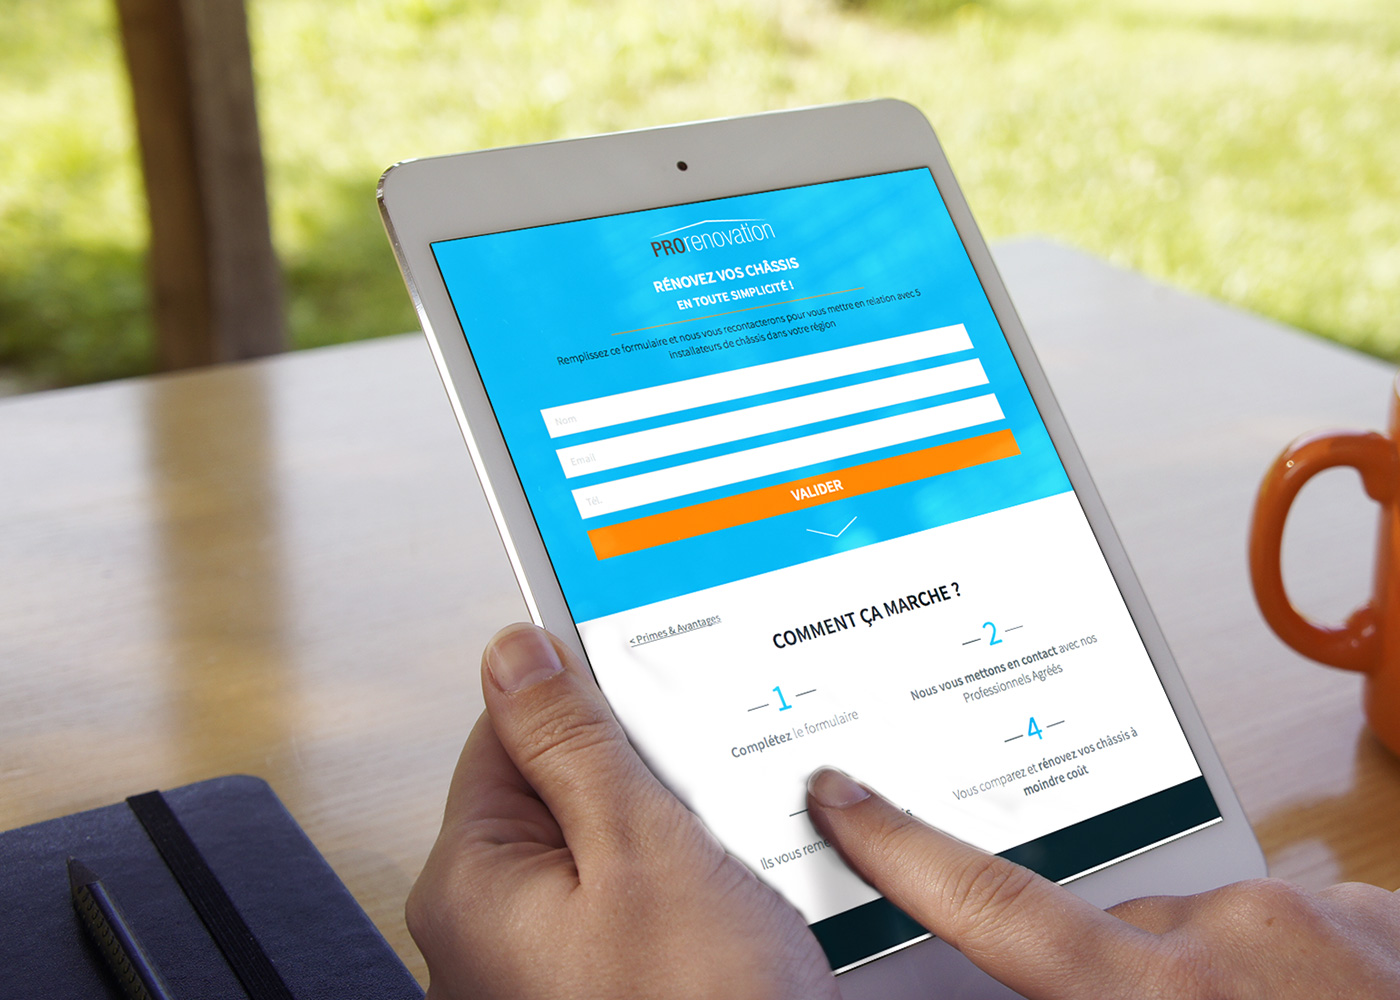 PROrenovation
RÉNOVEZ VOS CHÂSSIS
EN TOUTE SIMPLICITÉ !
Remplissez ce formulaire et nous vous recontacterons pour vous mettre en relation avec 5
installateurs de châssis dans votre région
Nom
Email
Tél.
VALIDER
< Primes & Avantages
COMMENT ÇA MARCHE ?
1
Complétez le formulaire
2
Nous vous mettons en contact avec nos
Professionnels Agréés
Ils vous
4
Vous comparez et rénovez vos châssis à
moindre coût